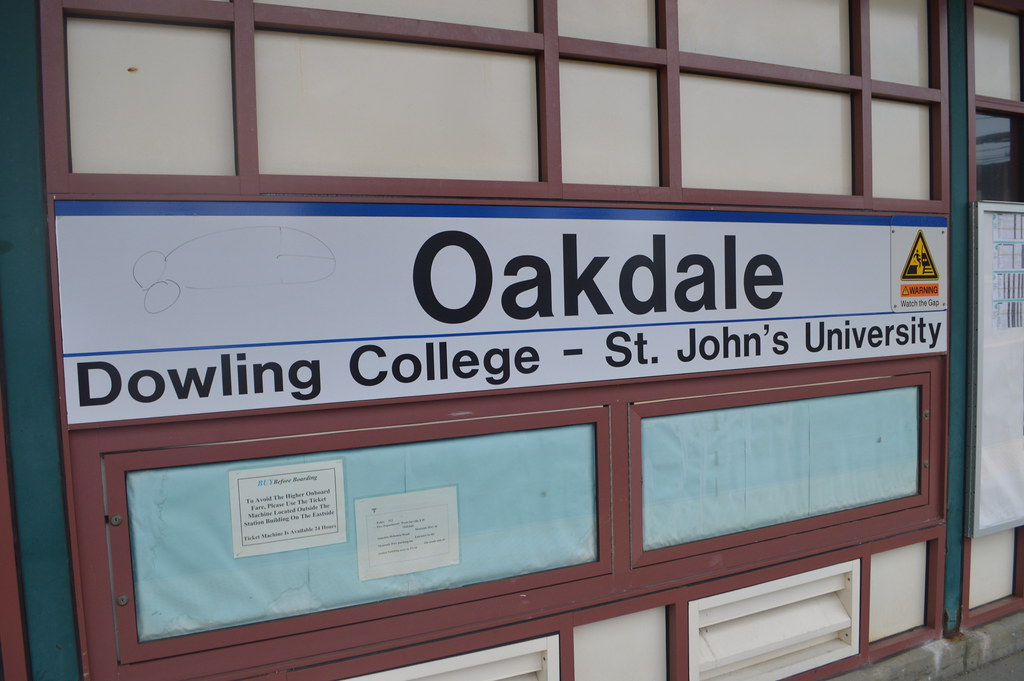 Oakdale
WARNING
Watch the Gap
Dowling College - St. John's University
BUY Before Boarding
To Avoid The Higher Onboard
Fare, Please Use The Ticket
Machine Located Outside The
Station Building On The Eastside
Ticket Machine Is Available 24 Hours